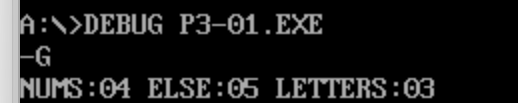 A:\>DEBUG P3-01.EXE
-G
NUMS:04 ELSE:05 LETTERS:03